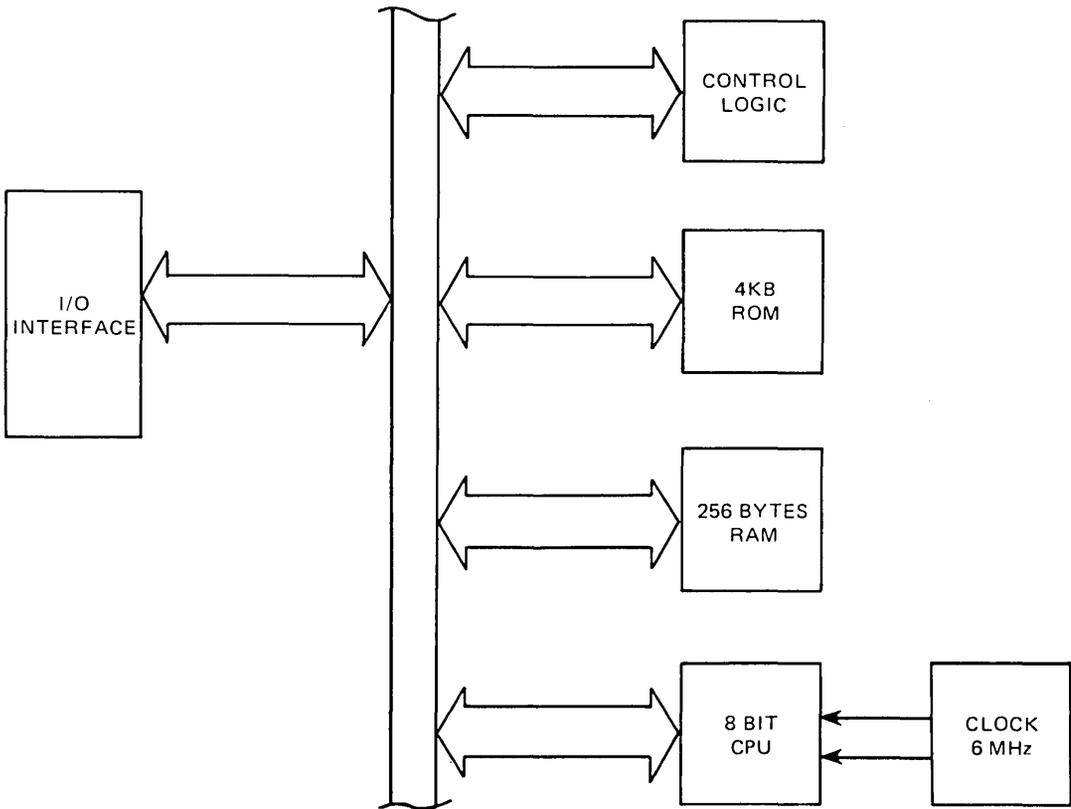 CONTROL
LOGIC
I/O
INTERFACE
4KB
ROM
256 BYTES
RAM
8 BIT
CPU
CLOCK
6 MHz